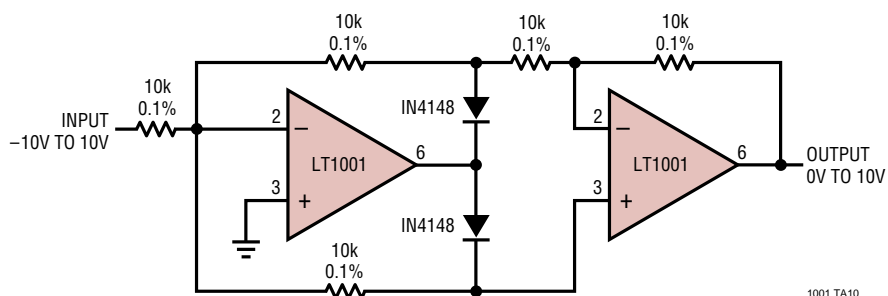 10k
0.1%
10k
0.1%
10k
0.1%
10k
0.1%
INPUT
–10V TO 10V
IN4148
2
–
LT1001
6
3
+
2
–
LT1001
6
3
+
OUTPUT
0V TO 10V
IN4148
10k
0.1%
1001 TA10